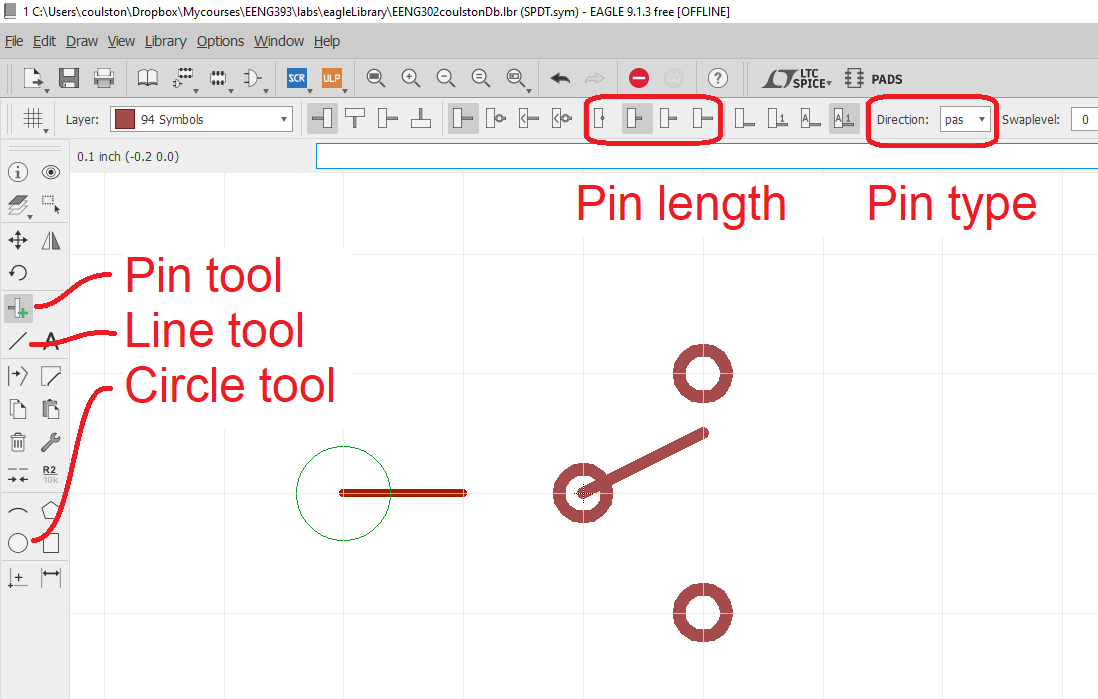 1 C:\Users\coulston\Dropbox\Mycourses\EENG393\labs\eagleLibrary\EENG302coulstonDb.lbr (SPDT.sym) - EAGLE 9.1.3 free [OFFLINE]
File Edit Draw View Library Options Window Help
SCR ULP ? LTC SPICE PADS
Layer: 94 Symbols 1 A A1 Direction: pas Swaplevel: 0
0.1 inch (-0.2 0.0)
Pin length Pin type
Pin tool
Line tool
A
Circle tool
R2
10k